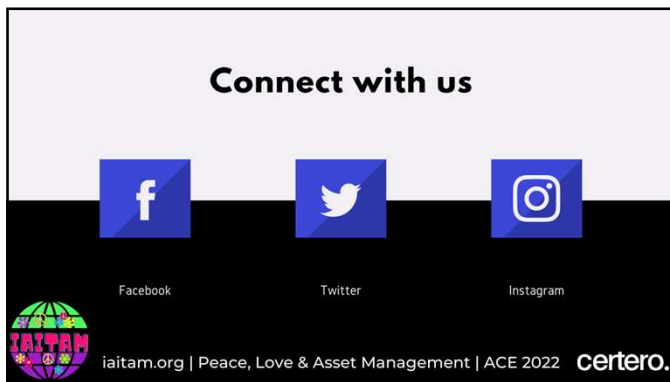 Connect with us
Facebook
Twitter
Instagram
IAITAM
iaitam.org | Peace, Love & Asset Management | ACE 2022
certero.